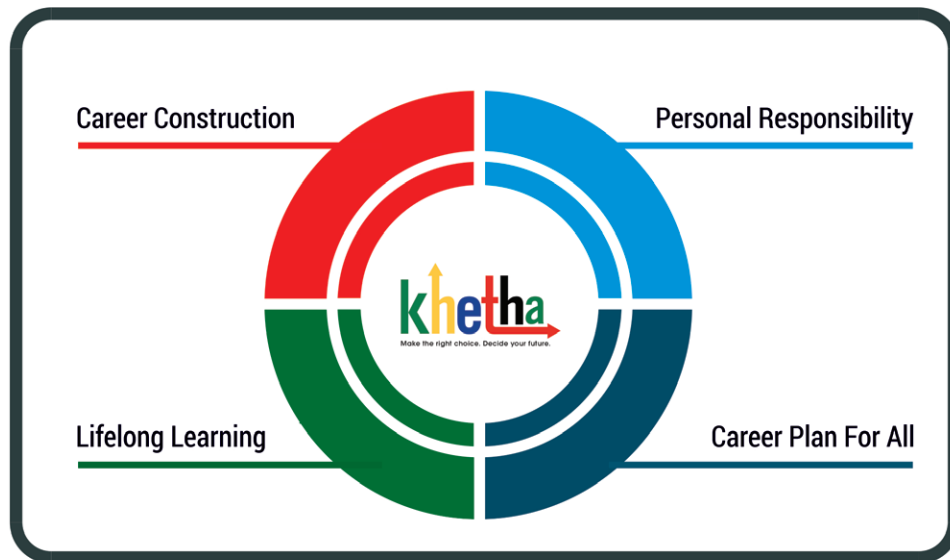 Career Construction
Personal Responsibility
khetha
Make the right choice. Decide your future.
Lifelong Learning
Career Plan For All